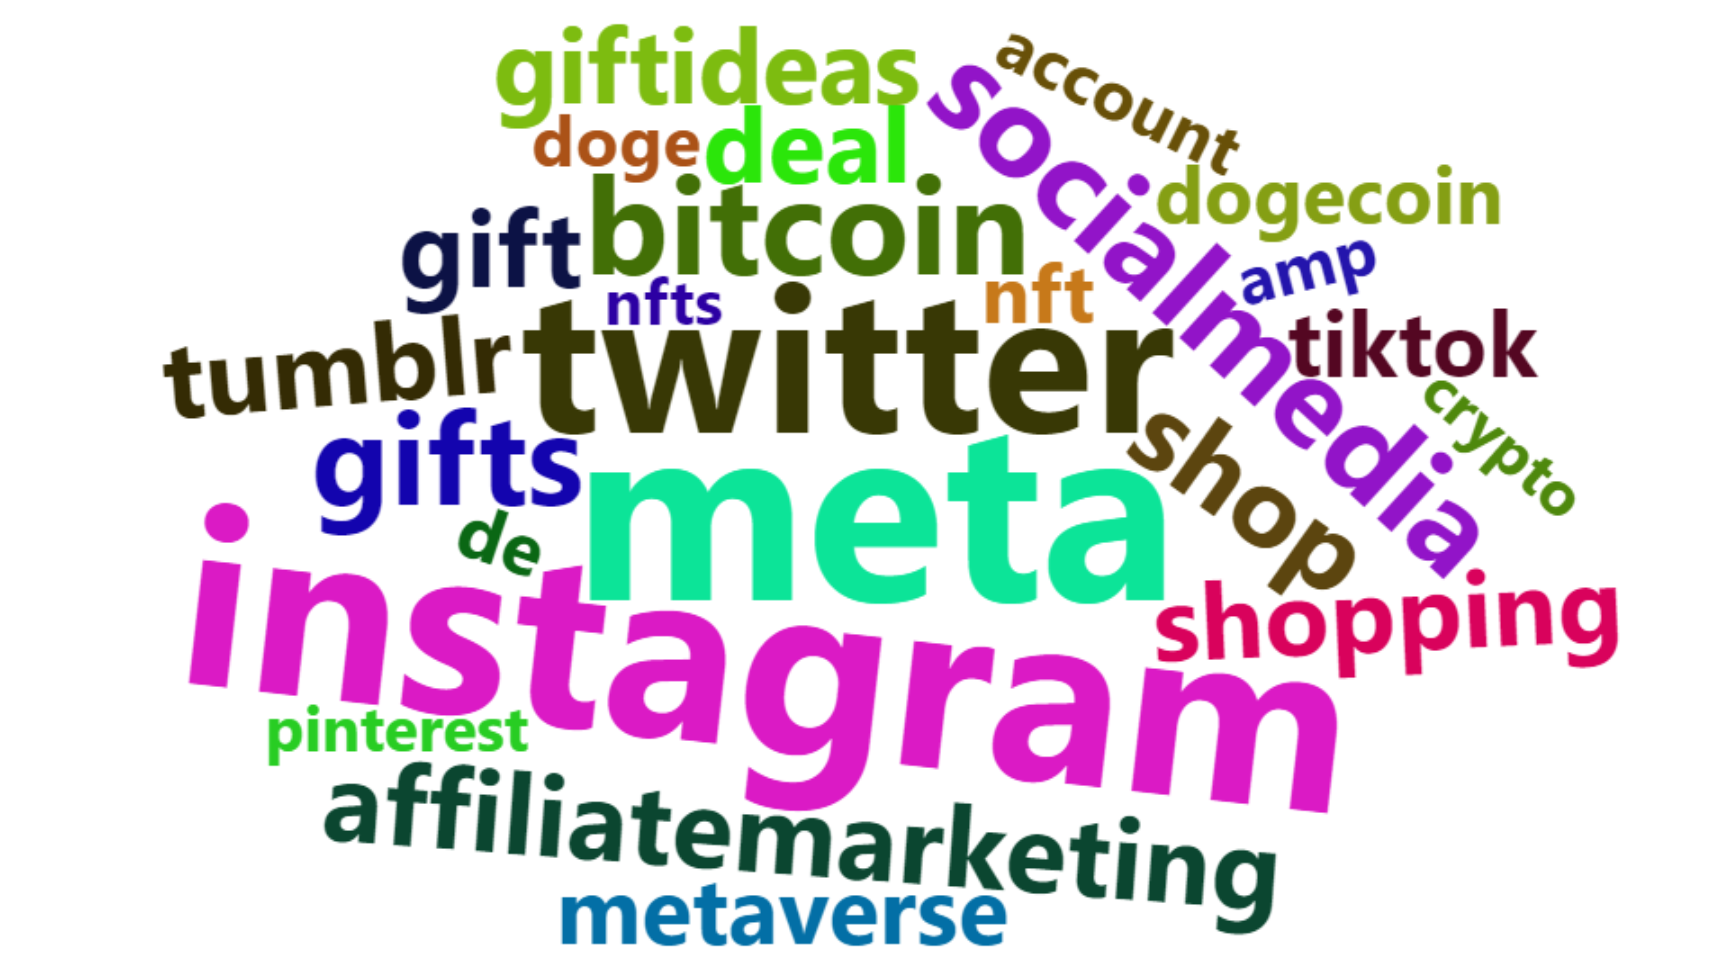 giftideas
account
doge
deal
socialmedia
dogecoin
gift
bitcoin
amp
nfts
nft
tumblr
twitter
tiktok
crypto
gifts
meta
shop
de
instagram
shopping
pinterest
affiliatemarketing
metaverse